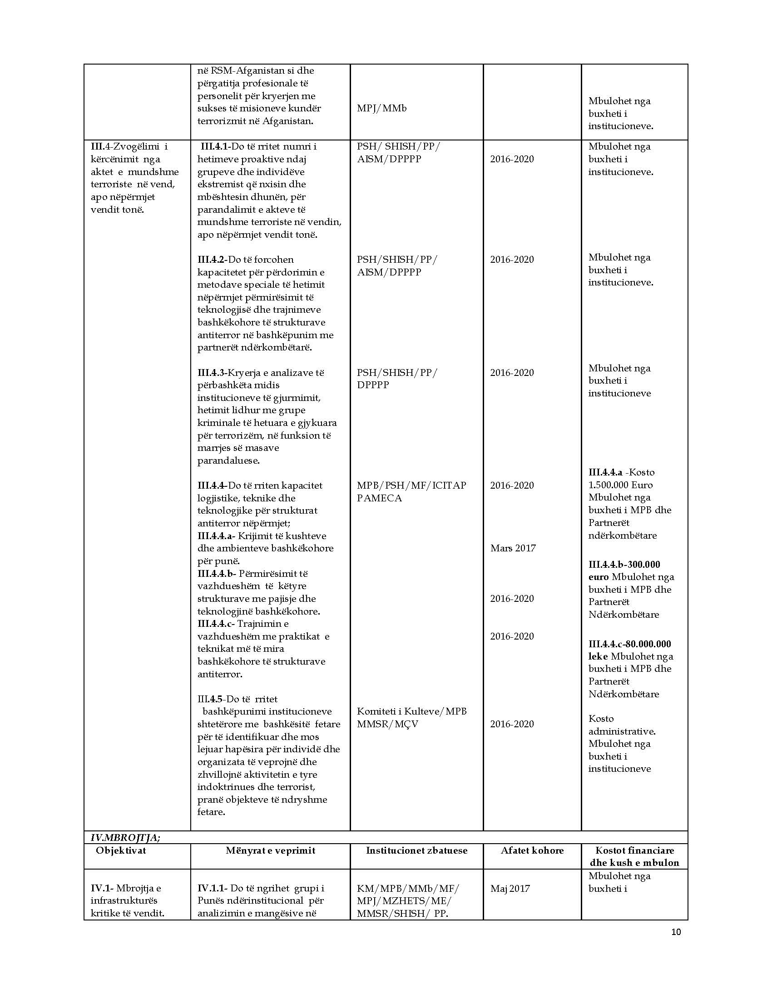 në RSM-Afganistan si dhe
përgatitja profesionale të
personelit për kryerjen me
sukses të misioneve kundër
terrorizmit në Afganistan.
MPJ/MMb
Mbulohet nga
buxheti i
institucioneve.
III.4-Zvogëlimi i
kërcënimit nga
aktet e mundshme
terroriste në vend,
apo nëpërmjet
vendit tonë.
III.4.1-Do të rritet numri i
hetimeve proaktive ndaj
grupeve dhe individëve
ekstremist që nxisin dhe
mbështesin dhunën, për
parandalimit e akteve të
mundshme terroriste në vendin,
apo nëpërmjet vendit tonë.
PSH/ SHISH/PP/
AISM/DPPPP
2016-2020
Mbulohet nga
buxheti i
institucioneve.
III.4.2-Do të forcohen
kapacitetet për përdorimin e
metodave speciale të hetimit
nëpërmjet përmirësimit të
teknologjisë dhe trajnimeve
bashkëkohore të strukturave
antiterror në bashkëpunim me
partnerët ndërkombëtarë.
PSH/SHISH/PP/
AISM/DPPPP
2016-2020
Mbulohet nga
buxheti i
institucioneve.
III.4.3-Kryerja e analizave të
përbashkëta midis
institucioneve të gjurmimit,
hetimit lidhur me grupe
kriminale të hetuara e gjykuara
për terrorizëm, në funksion të
marrjes së masave
parandaluese.
PSH/SHISH/PP/
DPPPP
2016-2020
Mbulohet nga
buxheti i
institucioneve
III.4.4-Do të rriten kapacitet
logjistike, teknike dhe
teknologjike për strukturat
antiterror nëpërmjet;
III.4.4.a- Krijimit të kushteve
dhe ambienteve bashkëkohore
për punë.
III.4.4.b- Përmirësimit të
vazhdueshëm të këtyre
strukturave me pajisje dhe
teknologjinë bashkëkohore.
III.4.4.c- Trajnimin e
vazhdueshëm me praktikat e
teknikat më të mira
bashkëkohore të strukturave
antiterror.
MPB/PSH/MF/ICITAP
PAMECA
2016-2020
Mars 2017
2016-2020
2016-2020
III.4.4.a -Kosto
1.500.000 Euro
Mbulohet nga
buxheti i MPB dhe
Partnerët
ndërkombëtare
III.4.4.b-300.000
euro Mbulohet nga
buxheti i MPB dhe
Partnerët
Ndërkombëtare
III.4.4.c-80.000.000
leke Mbulohet nga
buxheti i MPB dhe
Partnerët
Ndërkombëtare
III.4.5-Do të rritet
bashkëpunimi institucioneve
shtetërore me bashkësitë fetare
për të identifikuar dhe mos
lejuar hapësira për individë dhe
organizata të veprojnë dhe
zhvillojnë aktivitetin e tyre
indoktrinues dhe terrorist,
pranë objekteve të ndryshme
fetare.
Komiteti i Kulteve/MPB
MMSR/MÇV
2016-2020
Kosto
administrative.
Mbulohet nga
buxheti i
institucioneve
IV.MBROJTJA;
Objektivat
Mënyrat e veprimit
Institucionet zbatuese
Afatet kohore
Kostot financiare
dhe kush e mbulon
IV.1- Mbrojtja e
infrastrukturës
kritike të vendit.
IV.1.1- Do të ngrihet grupi i
Punës ndërinstitucional për
analizimin e mangësive në
KM/MPB/MMb/MF/
MPJ/MZHETS/ME/
MMSR/SHISH/ PP.
Maj 2017
Mbulohet nga
buxheti i
10